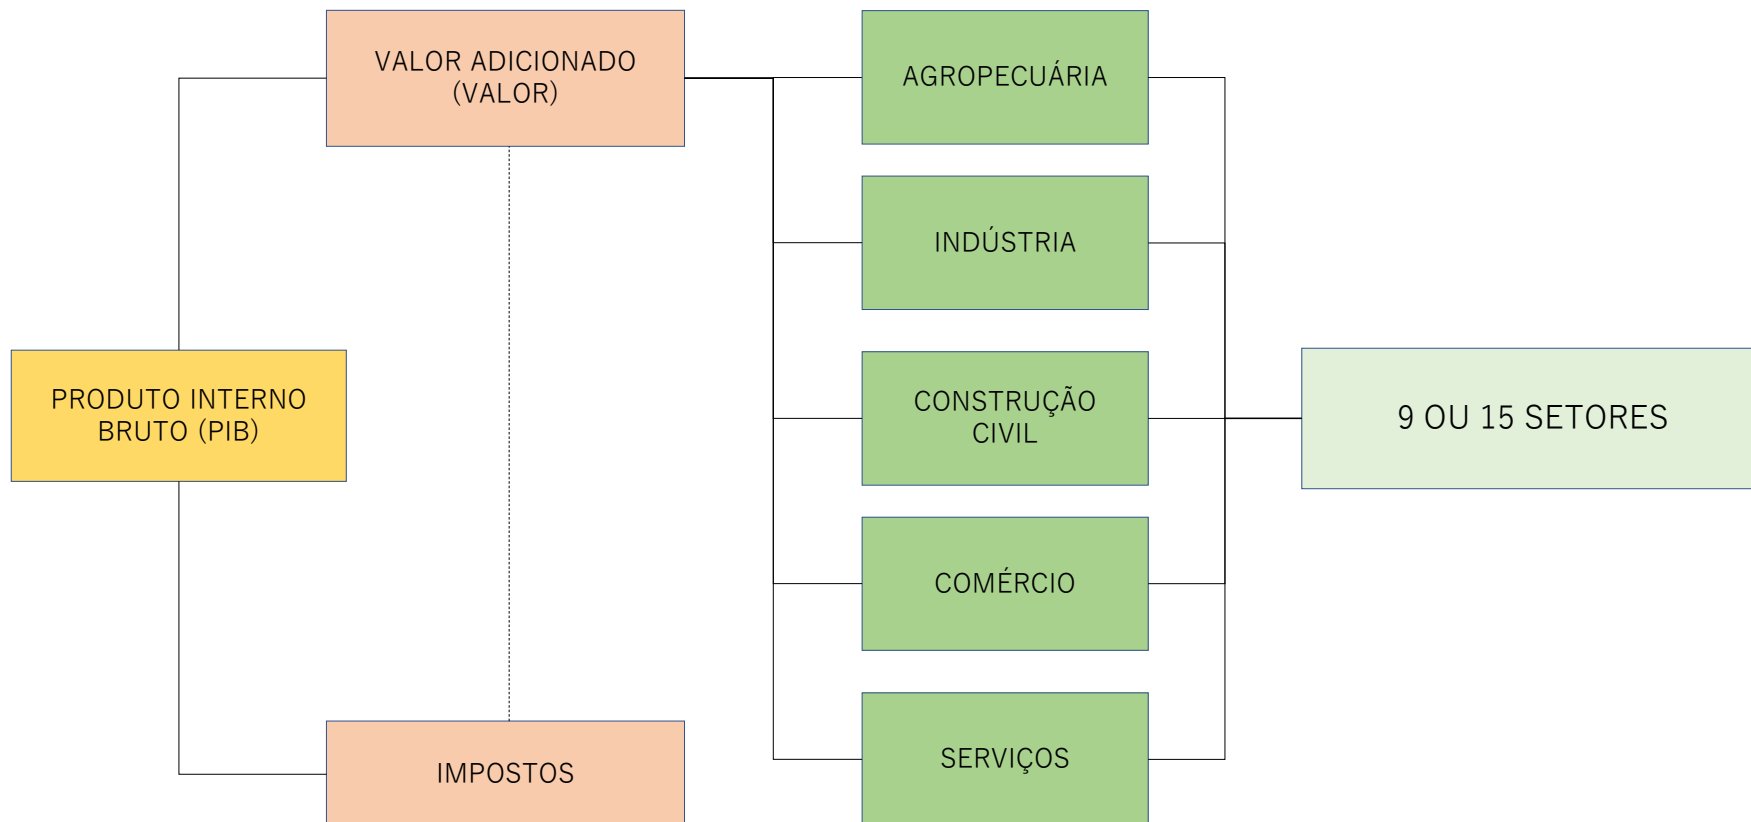 VALOR ADICIONADO
(VALOR)
AGROPECUÁRIA
INDÚSTRIA
PRODUTO INTERNO
BRUTO (PIB)
CONSTRUÇÃO
CIVIL
9 OU 15 SETORES
COMÉRCIO
IMPOSTOS
SERVIÇOS